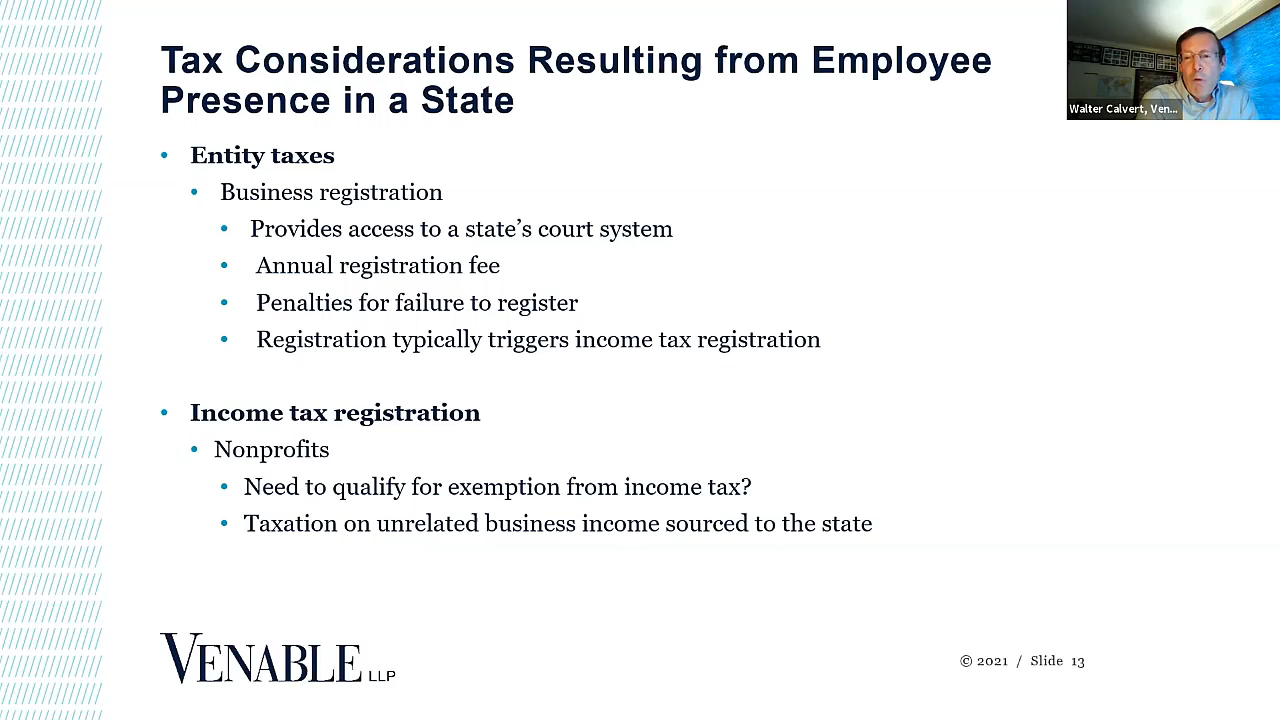 Tax Considerations Resulting from Employee
Presence in a State
Walter Calvert, Ven...
• Entity taxes
• Business registration
• Provides access to a state’s court system
• Annual registration fee
• Penalties for failure to register
• Registration typically triggers income tax registration
• Income tax registration
• Nonprofits
• Need to qualify for exemption from income tax?
• Taxation on unrelated business income sourced to the state
VENABLE LLP
© 2021 / Slide 13